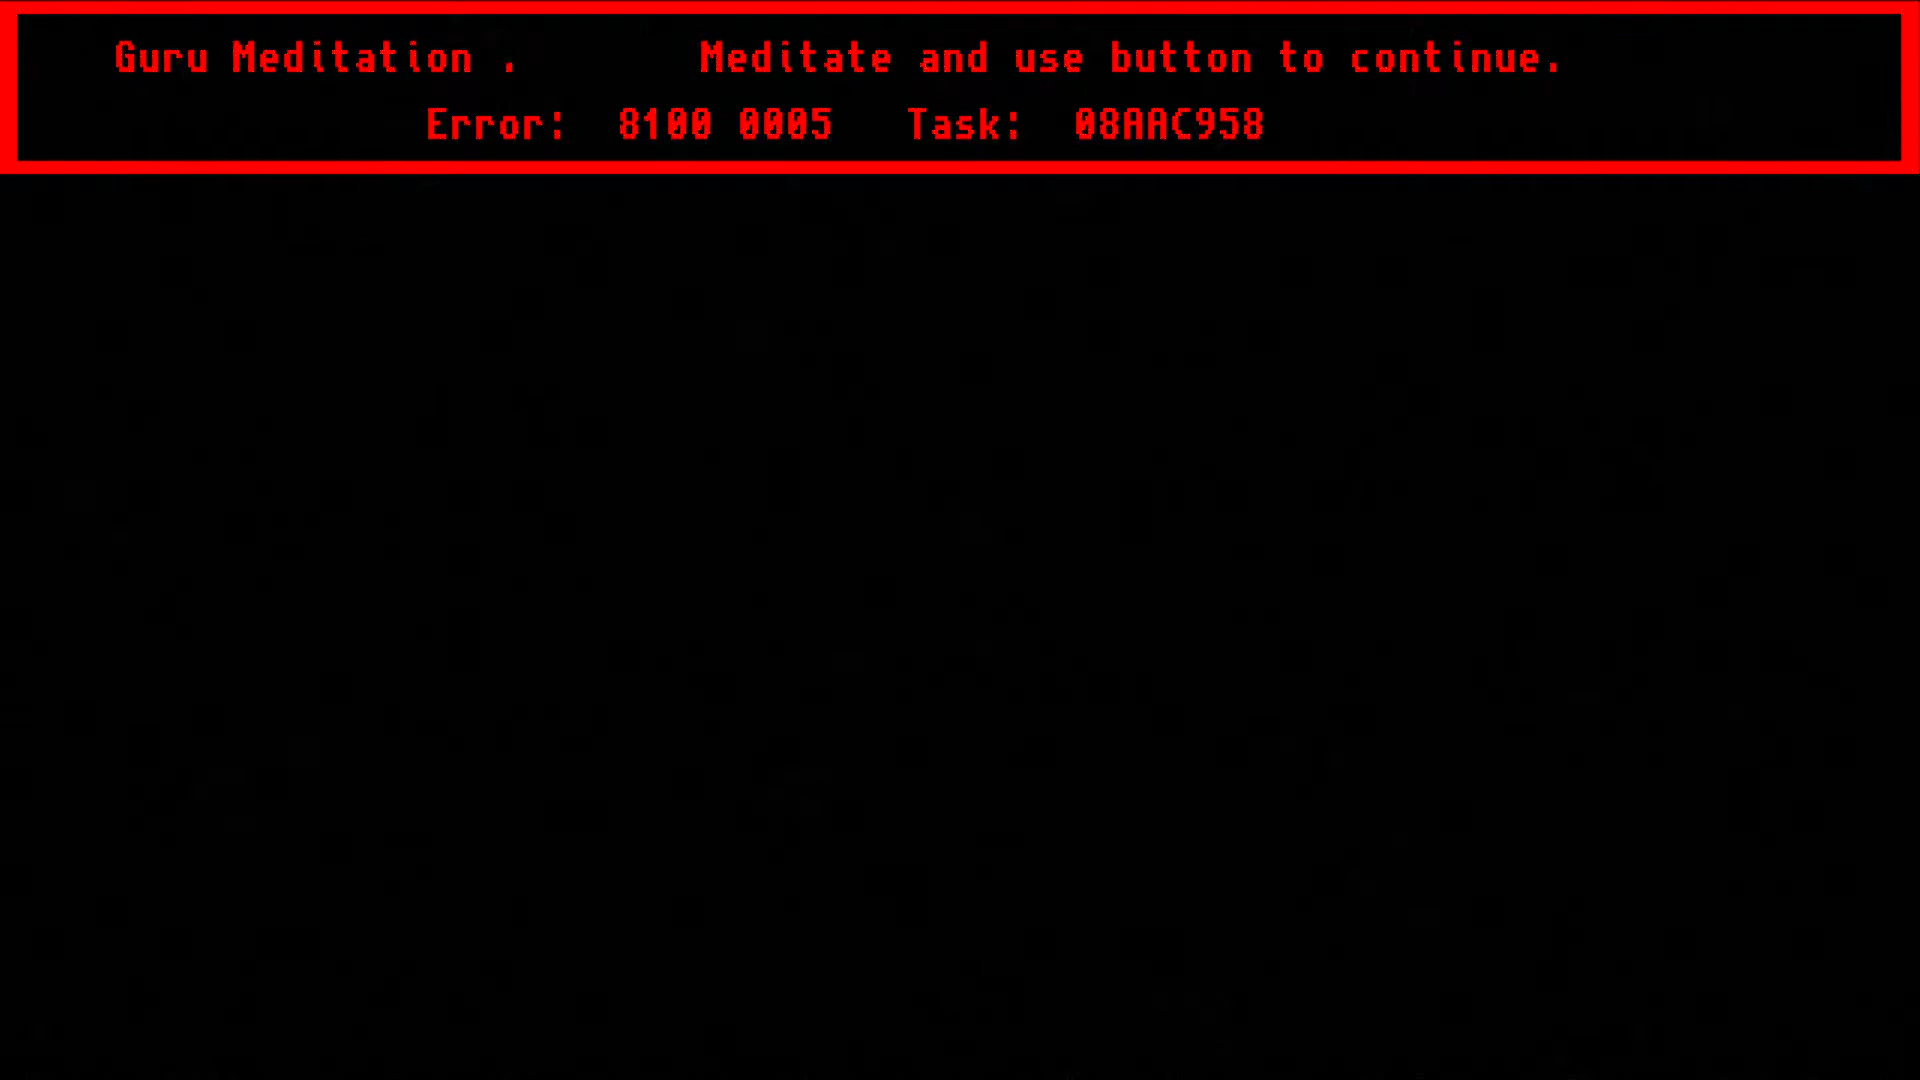 Guru Meditation . Meditate and use button to continue.
Error: 8100 0005 Task: 08AAC958